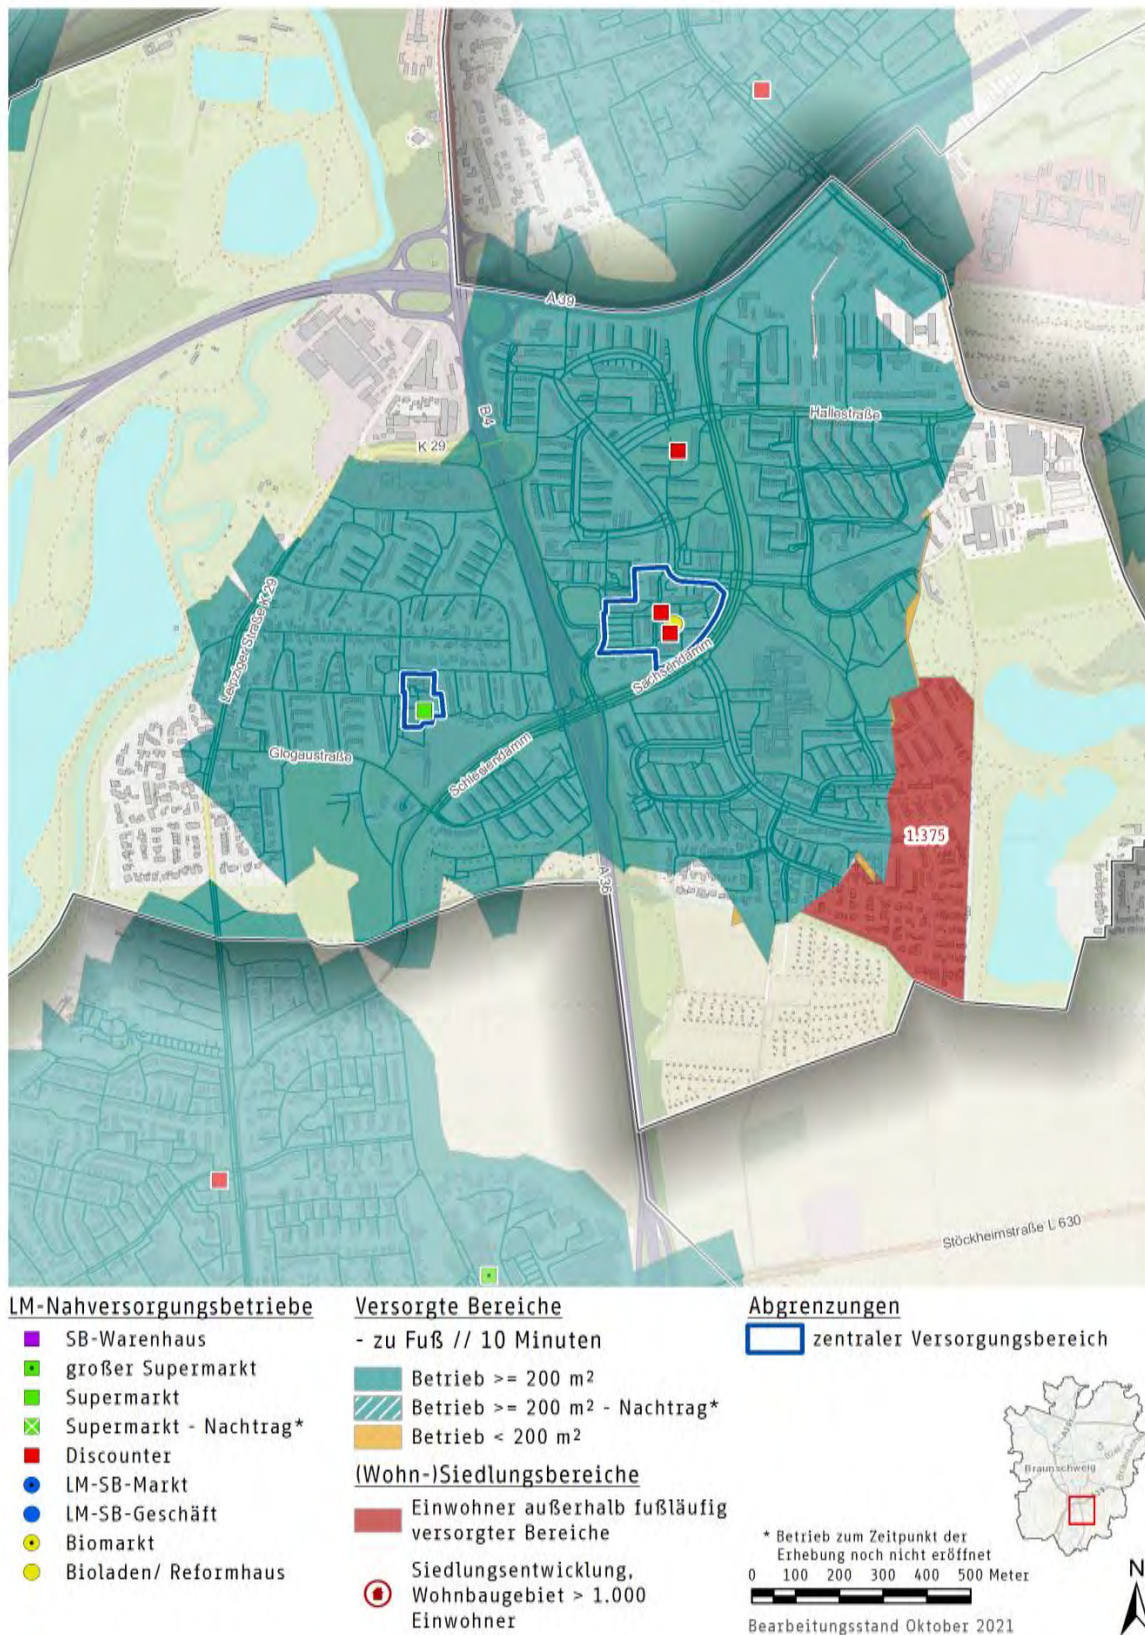 A 39
B4
Hallestraße
K 29
Leipziger Straße K 29
Sachsendamm
Glogaustraße
Schlesiendamm
1.375
A 36
Stöckheimstraße L 630
LM-Nahversorgungsbetriebe
SB-Warenhaus
großer Supermarkt
Supermarkt
Supermarkt - Nachtrag*
Discounter
LM-SB-Markt
LM-SB-Geschäft
Biomarkt
Bioladen/ Reformhaus
Versorgte Bereiche
- zu Fuß // 10 Minuten
Betrieb >= 200 m²
Betrieb >= 200 m² - Nachtrag*
Betrieb < 200 m²
(Wohn-)Siedlungsbereiche
Einwohner außerhalb fußläufig
versorgter Bereiche
Siedlungsentwicklung,
Wohnbaugebiet > 1.000
Einwohner
Abgrenzungen
zentraler Versorgungsbereich
Braunschweig
* Betrieb zum Zeitpunkt der
Erhebung noch nicht eröffnet
0 100 200 300 400 500 Meter
N
Bearbeitungsstand Oktober 2021